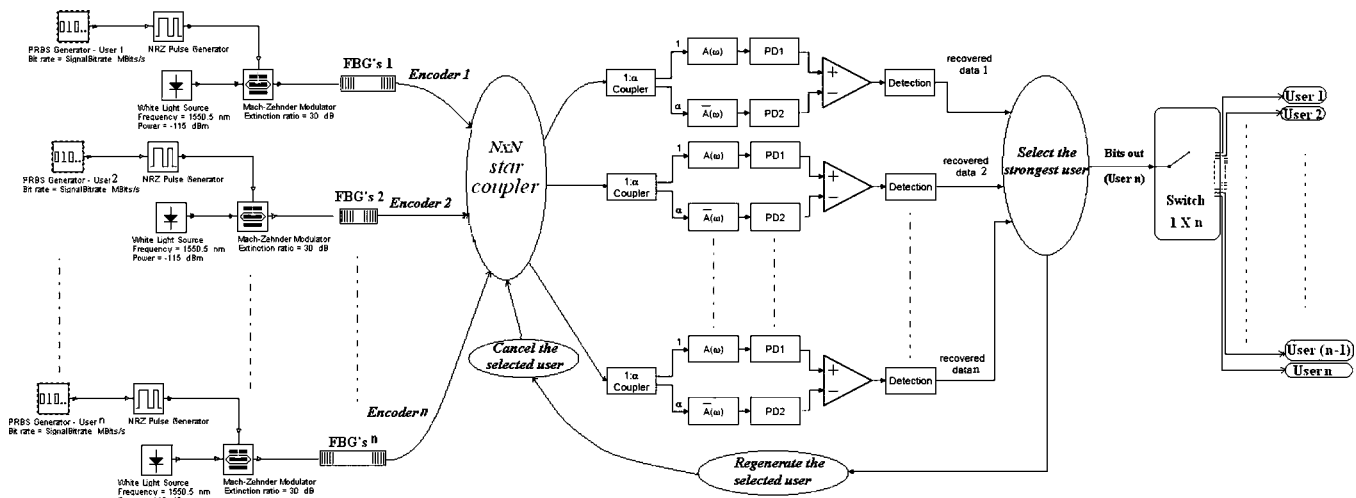 010..
PRBS Generator - User 1
Bit rate = SignalBitrate MBits/s
NRZ Pulse Generator
White Light Source
Frequency = 1550.5 nm
Power = -115 dBm
Mach-Zehnder Modulator
Extinction ratio = 30 dB
FBG's 1
Encoder 1
010..
PRBS Generator - User 2
Bit rate = SignalBitrate MBits/s
NRZ Pulse Generator
White Light Source
Frequency = 1550.5 nm
Power = -115 dBm
Mach-Zehnder Modulator
Extinction ratio = 30 dB
FBG's 2
Encoder 2
010..
PRBS Generator - User n
Bit rate = SignalBitrate MBits/s
NRZ Pulse Generator
White Light Source
Frequency = 1550.5 nm
Mach-Zehnder Modulator
Extinction ratio = 30 dB
FBG's n
Encoder n
NxN
star
coupler
Cancel the
selected user
Regenerate the
selected user
1:α
Coupler
1
A(ω)
PD1
+
α
A̅(ω)
PD2
−
Detection
recovered
data 1
1:α
Coupler
1
A(ω)
PD1
+
α
A̅(ω)
PD2
−
Detection
recovered
data 2
1:α
Coupler
1
A(ω)
PD1
+
α
A̅(ω)
PD2
−
Detection
recovered
datan
Select the
strongest user
Bits out
(User n)
Switch
1 X n
User 1
User 2
User (n-1)
User n